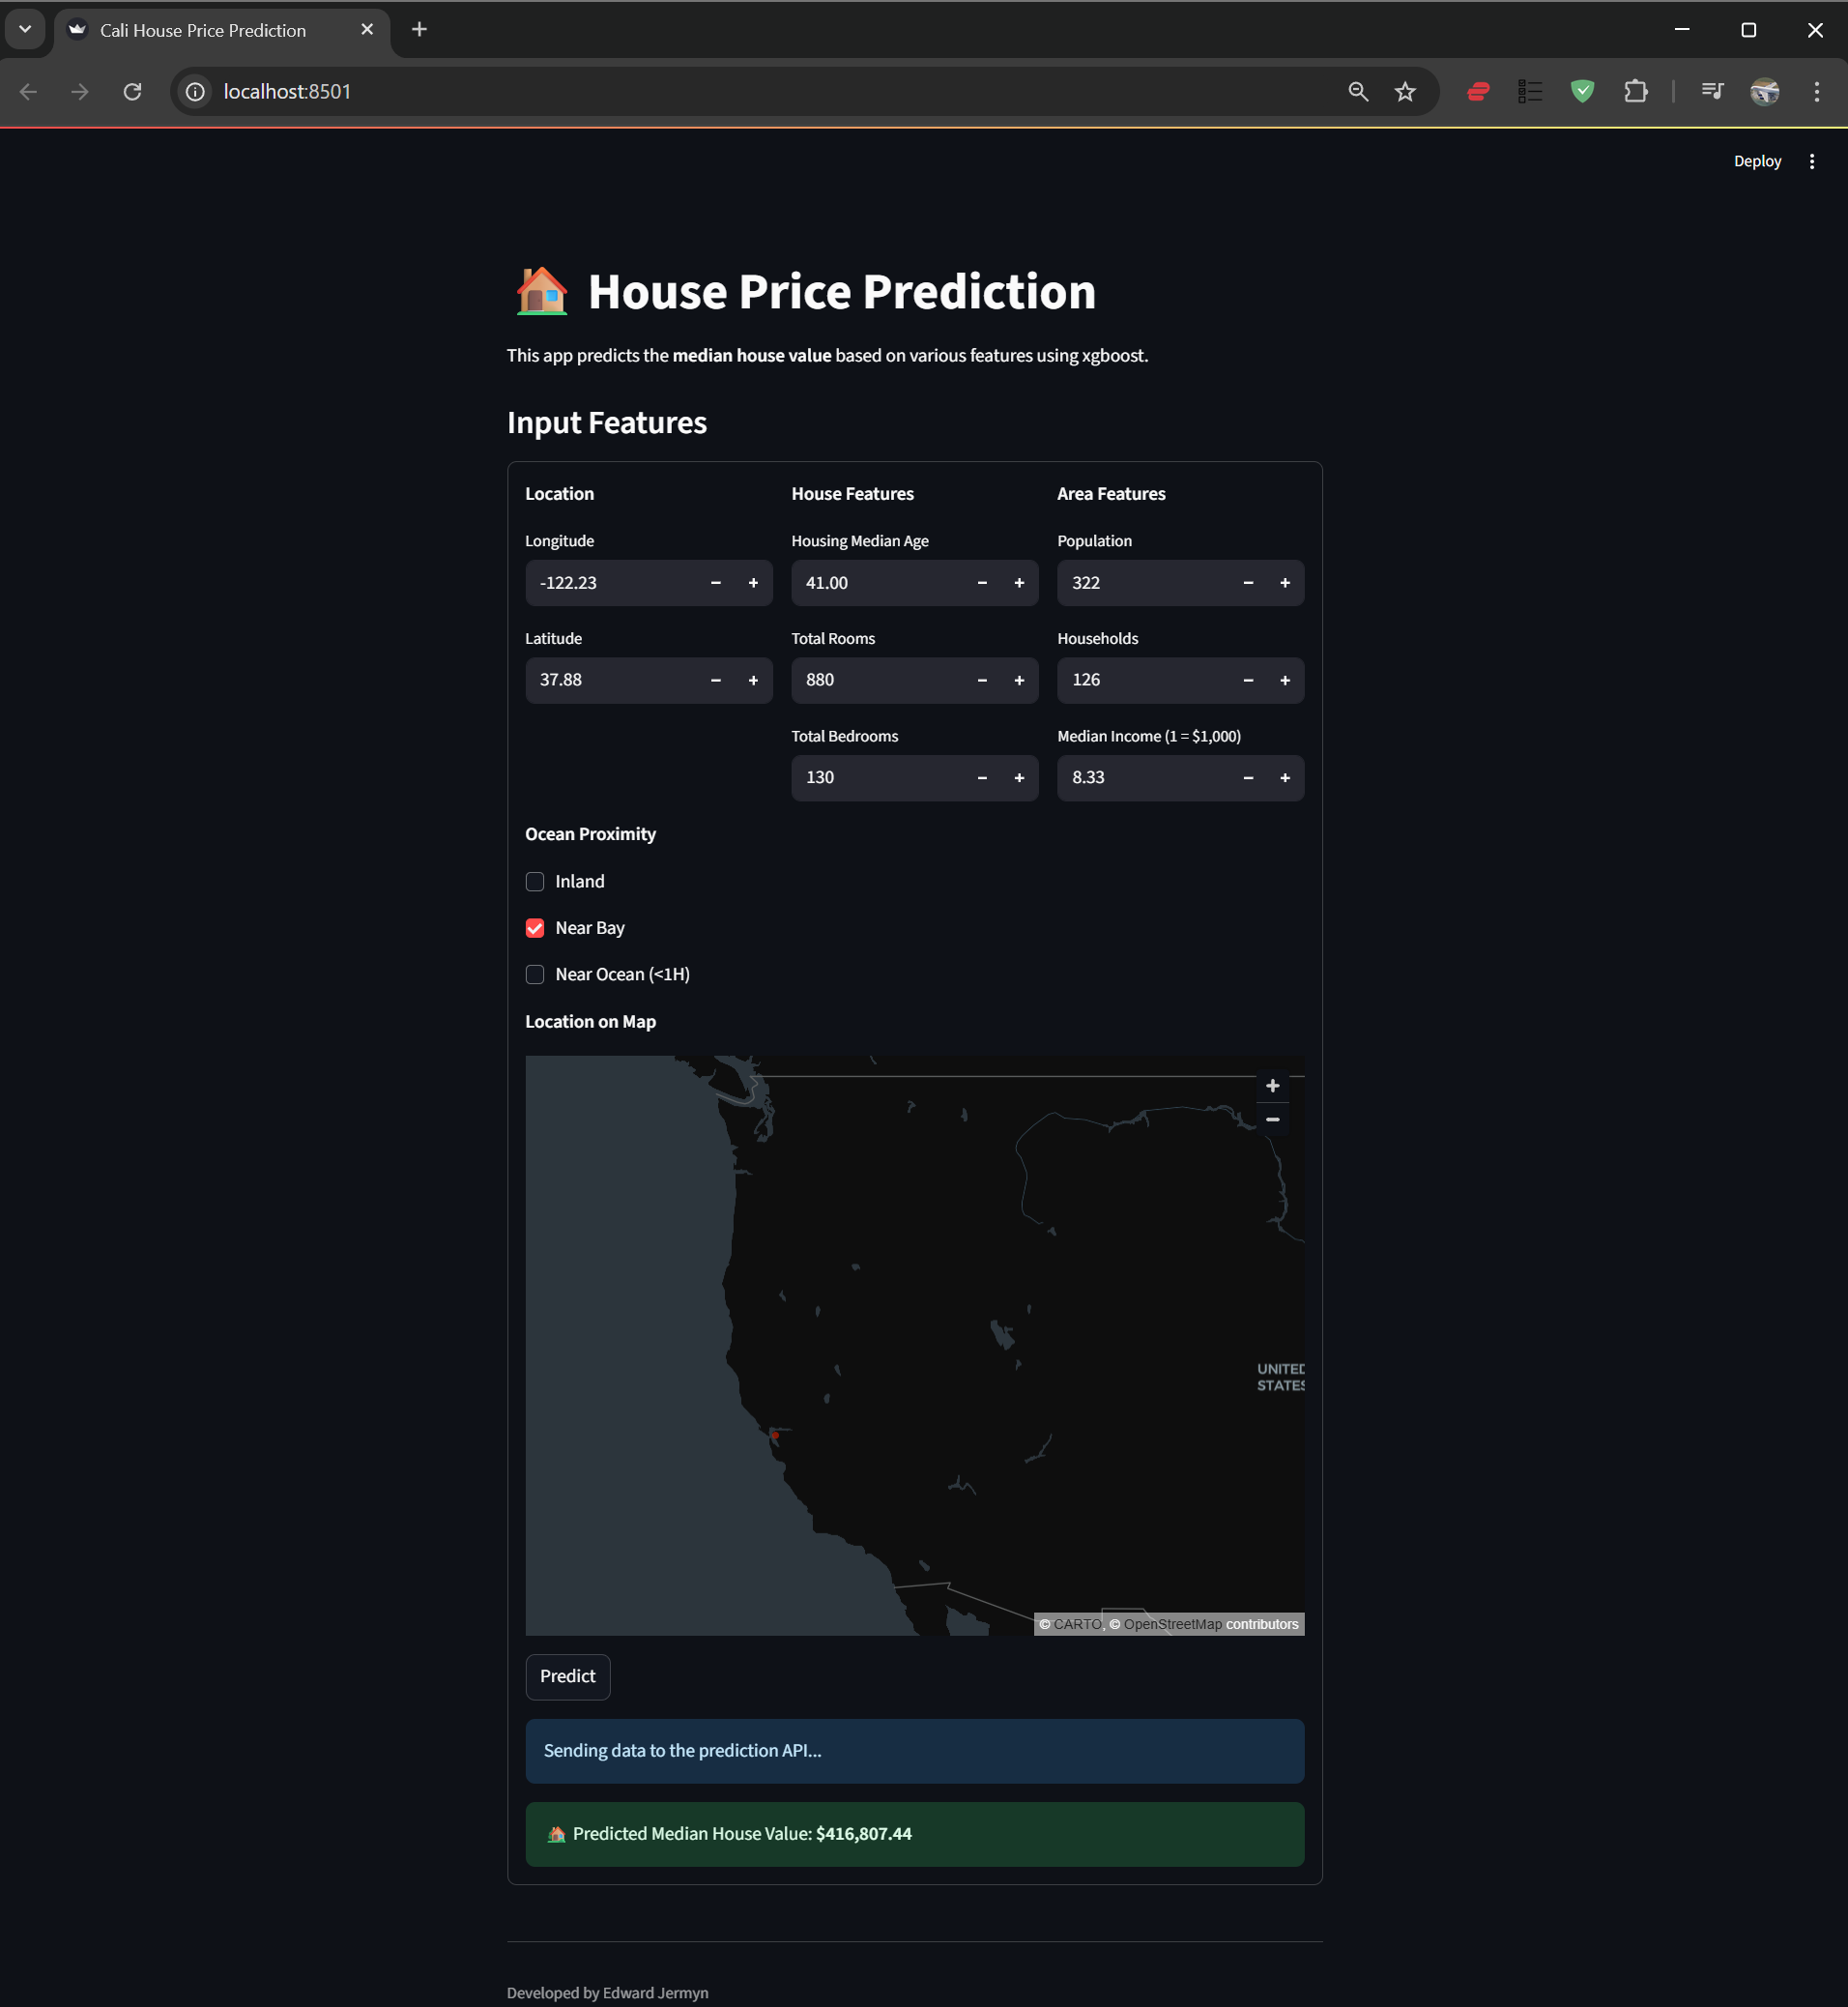 Cali House Price Prediction
localhost:8501
Deploy
🏠 House Price Prediction
This app predicts the median house value based on various features using xgboost.
Input Features
Location
House Features
Area Features
Longitude
Housing Median Age
Population
-122.23
41.00
322
Latitude
Total Rooms
Households
37.88
880
126
Total Bedrooms
Median Income (1 = $1,000)
130
8.33
Ocean Proximity
Inland
Near Bay
Near Ocean (<1H)
Location on Map
UNITED
STATES
© CARTO, © OpenStreetMap contributors
Predict
Sending data to the prediction API...
🏠 Predicted Median House Value: $416,807.44
Developed by Edward Jermyn